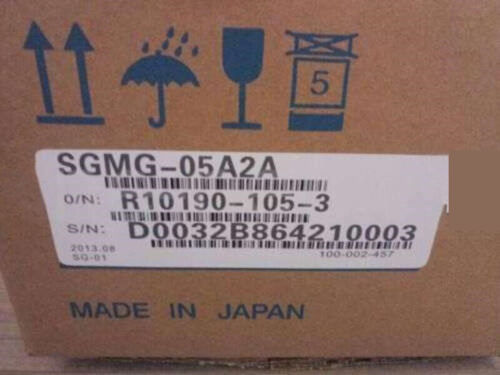 5
SGMG-05A2A
O/N: R10190-105-3
S/N: D0032B864210003
2013.08
SG-01 100-002-457
MADE IN JAPAN